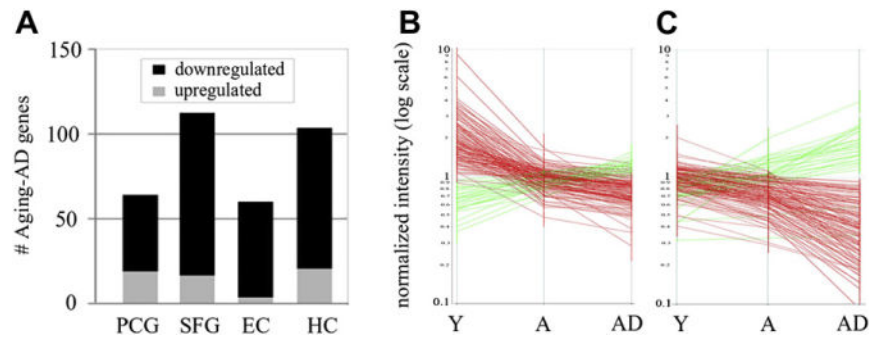 A
B
C
# Aging-AD genes
150
100
50
0
downregulated
upregulated
PCG SFG EC HC
normalized intensity (log scale)
10
1
0.1
Y A AD
10
1
0.1
Y A AD